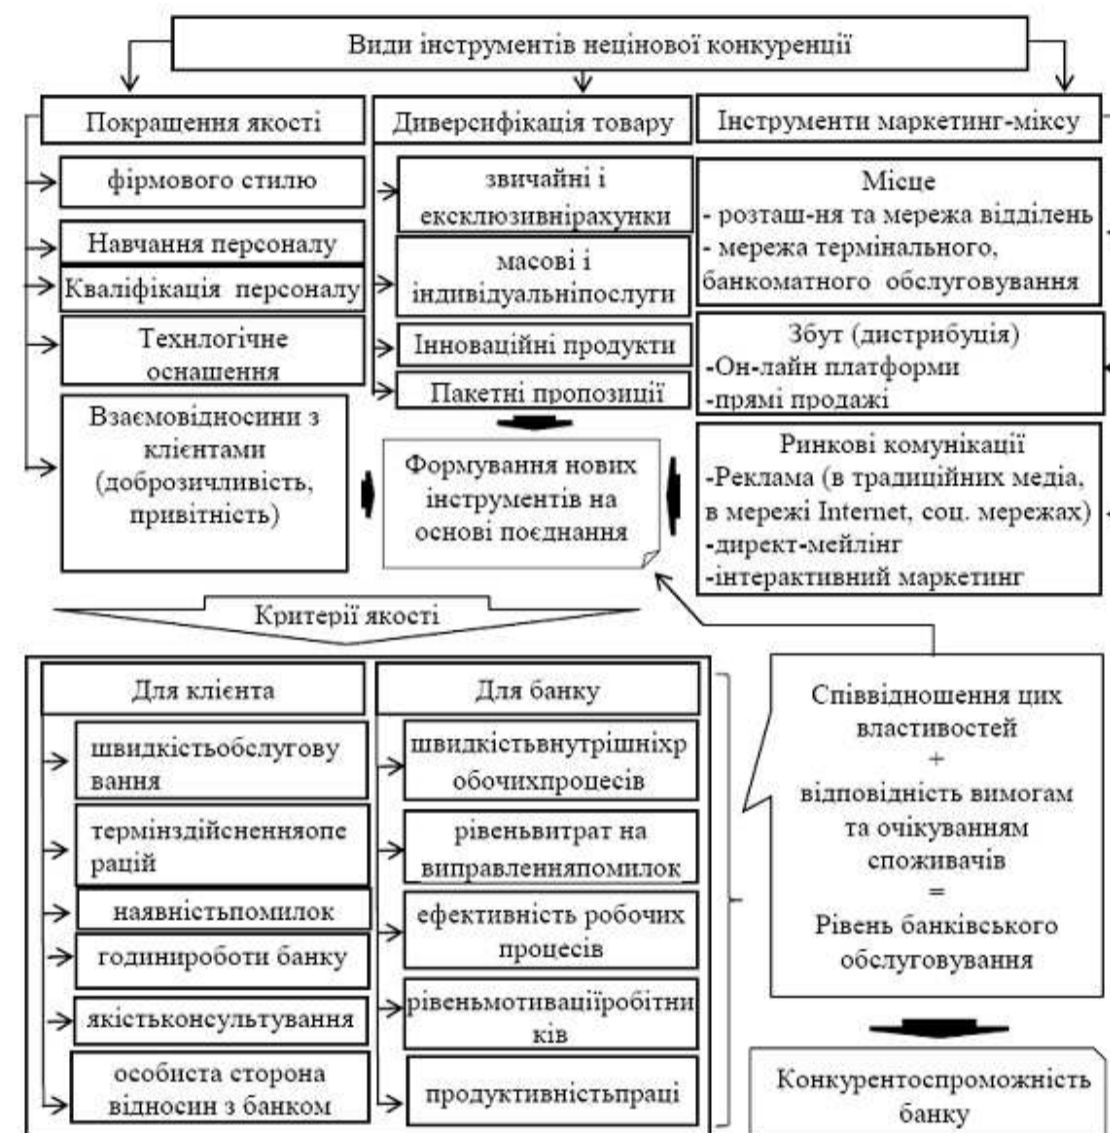 Види інструментів нецінової конкуренції
Покращення якості
фірмового стилю
Навчання персоналу
Кваліфікація персоналу
Технлогічне
оснашення
Взаємовідносини з
клієнтами
(доброзичливість,
привітність)
Диверсифікація товару
звичайні і
ексклюзивнірахунки
масові і
індивідуальніпослуги
Інноваційні продукти
Пакетні пропозиції
Формування нових
інструментів на
основі поєднання
Інструменти маркетинг-міксу
Місце
- розташ-ня та мережа відділень
- мережа термінального,
банкоматного обслуговування
Збут (дистрибуція)
-Он-лайн платформи
-прямі продажі
Ринкові комунікації
-Реклама (в традиційних медіа,
в мережі Internet, соц. мережах)
-директ-мейлінг
-інтерактивний маркетинг
Критерії якості
Для клієнта
швидкістьобслугову
вання
термінздійсненняопе
рацій
наявністьпомилок
годинироботи банку
якістьконсультування
особиста сторона
відносин з банком
Для банку
швидкістьвнутрішніхр
обочихпроцесів
рівеньвитрат на
виправленняпомилок
ефективність робочих
процесів
рівеньмотиваціїробітни
ків
продуктивністьпраці
Співвідношення цих
властивостей
+
відповідність вимогам
та очікуванням
споживачів
=
Рівень банківського
обслуговування
Конкурентоспроможність
банку